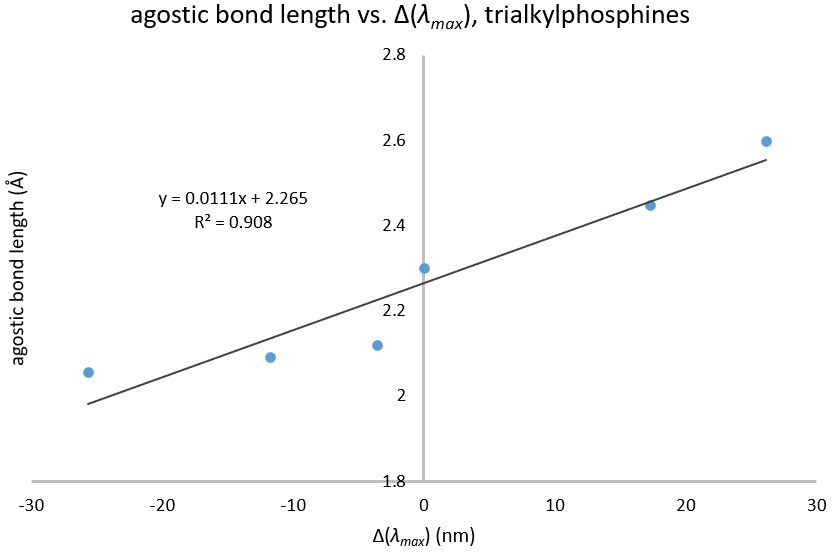 agostic bond length vs. Δ(λmax), trialkylphosphines
2.8
2.6
2.4
2.2
2
1.8
agostic bond length (Å)
y = 0.0111x + 2.265
R² = 0.908
-30 -20 -10 0 10 20 30
Δ(λmax) (nm)